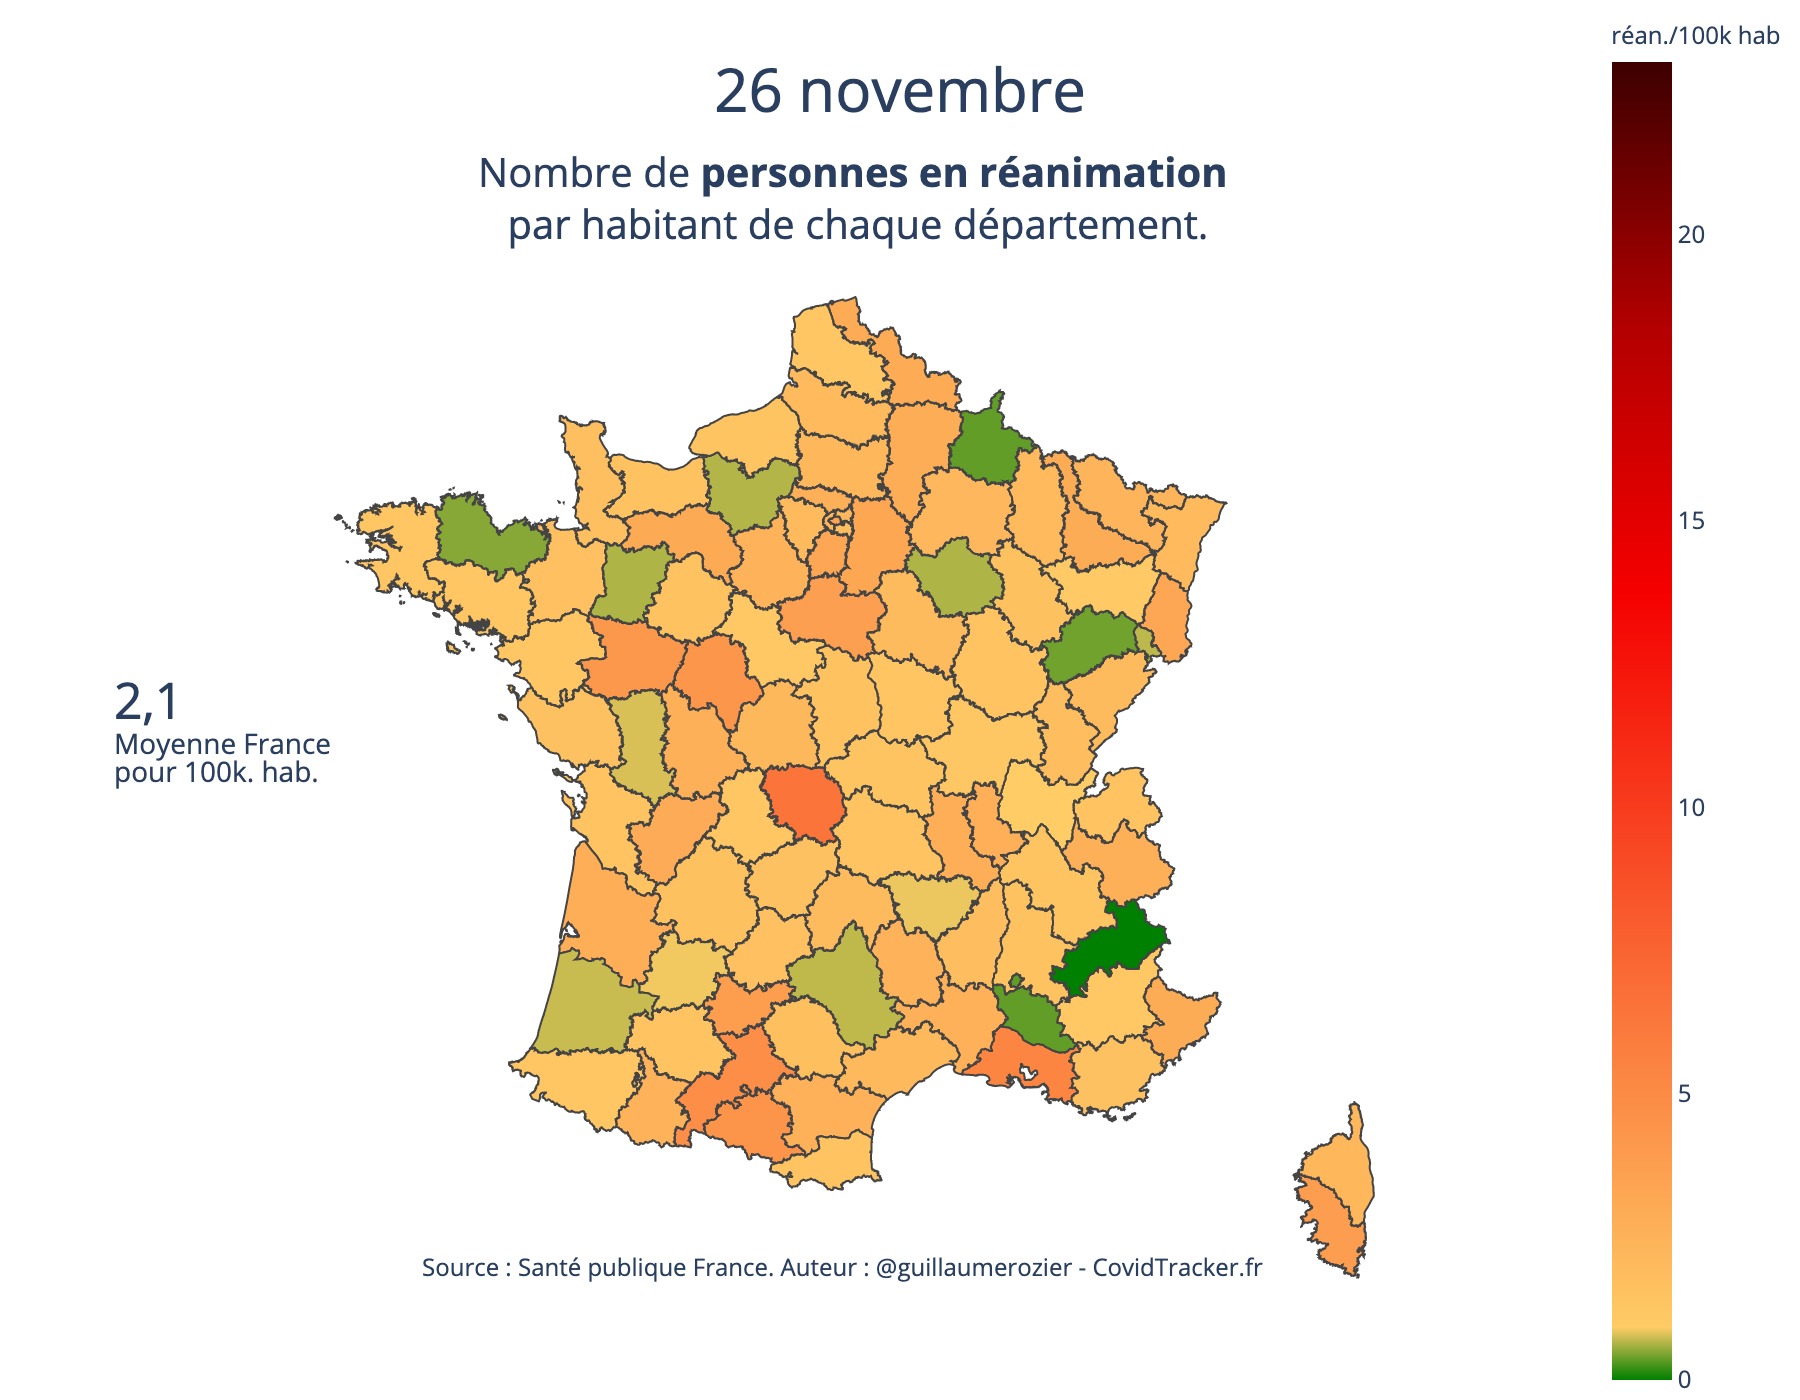 réan./100k hab
26 novembre
Nombre de personnes en réanimation
par habitant de chaque département.
20
15
2,1
Moyenne France
pour 100k. hab.
10
5
Source : Santé publique France. Auteur : @guillaumerozier - CovidTracker.fr
0